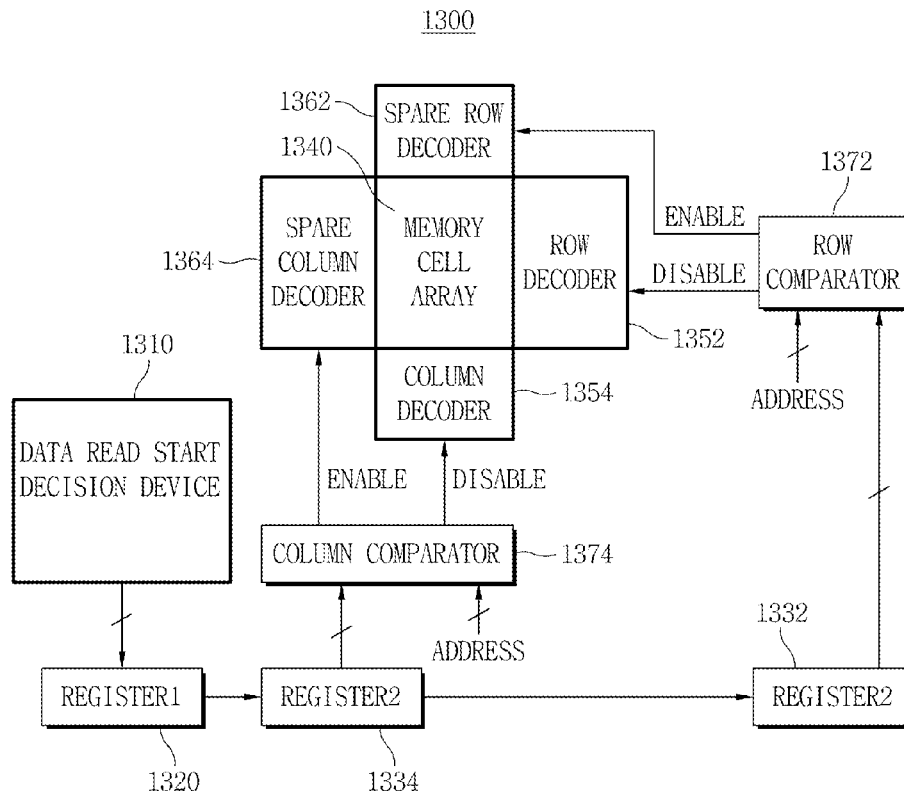 1300
1362
SPARE ROW
DECODER
1340
1372
ENABLE
ROW
COMPARATOR
1364
SPARE
COLUMN
DECODER
MEMORY
CELL
ARRAY
ROW
DECODER
DISABLE
1352
1310
COLUMN
DECODER
1354
ADDRESS
DATA READ START
DECISION DEVICE
ENABLE
DISABLE
COLUMN COMPARATOR
1374
ADDRESS
1332
REGISTER1
REGISTER2
REGISTER2
1320
1334